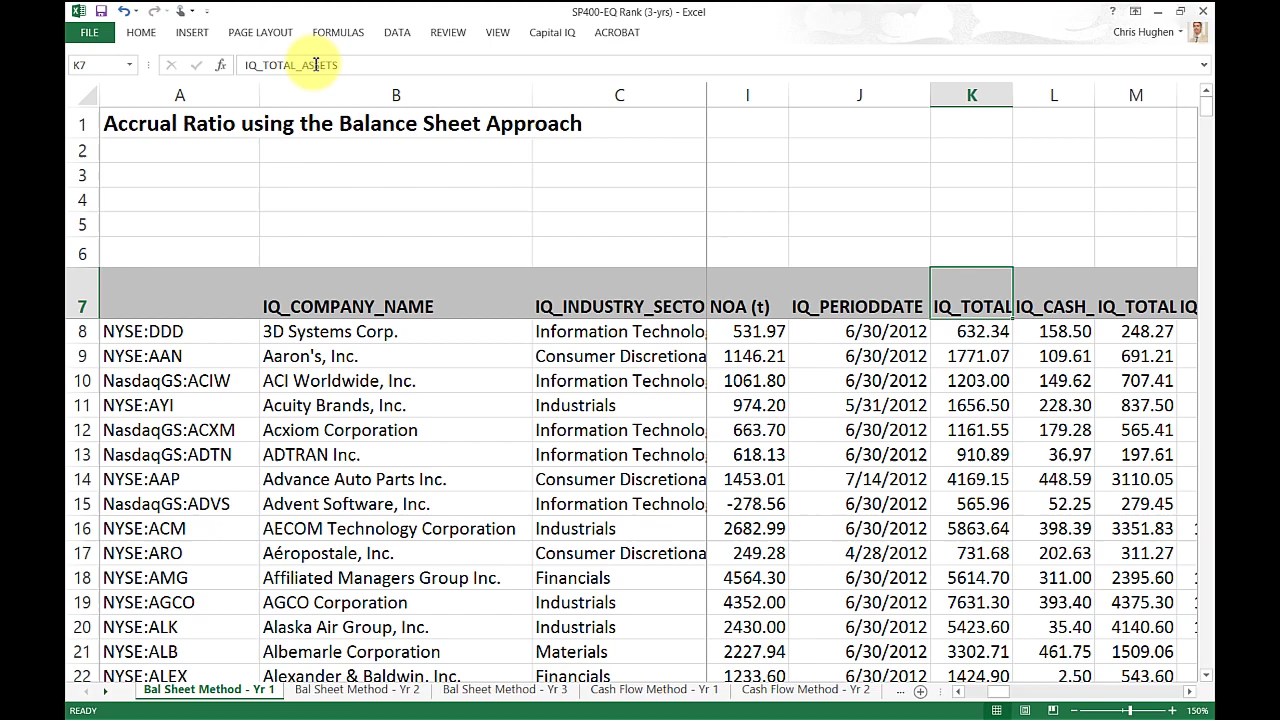 SP400-EQ Rank (3-yrs) - Excel
FILE HOME INSERT PAGE LAYOUT FORMULAS DATA REVIEW VIEW Capital IQ ACROBAT Chris Hughen
K7 fx IQ_TOTAL_ASSETS
A B C I J K L M
1 Accrual Ratio using the Balance Sheet Approach
2
3
4
5
6
7 IQ_COMPANY_NAME IQ_INDUSTRY_SECTO NOA (t) IQ_PERIODDATE IQ_TOTAL IQ_CASH_ IQ_TOTAL IQ
8 NYSE:DDD 3D Systems Corp. Information Technolo 531.97 6/30/2012 632.34 158.50 248.27
9 NYSE:AAN Aaron's, Inc. Consumer Discretiona 1146.21 6/30/2012 1771.07 109.61 691.21
10 NasdaqGS:ACIW ACI Worldwide, Inc. Information Technolo 1061.80 6/30/2012 1203.00 149.62 707.41
11 NYSE:AYI Acuity Brands, Inc. Industrials 974.20 5/31/2012 1656.50 228.30 837.50
12 NasdaqGS:ACXM Acxiom Corporation Information Technolo 663.70 6/30/2012 1161.55 179.28 565.41
13 NasdaqGS:ADTN ADTRAN Inc. Information Technolo 618.13 6/30/2012 910.89 36.97 197.61
14 NYSE:AAP Advance Auto Parts Inc. Consumer Discretiona 1453.01 7/14/2012 4169.15 448.59 3110.05
15 NasdaqGS:ADVS Advent Software, Inc. Information Technolo -278.56 6/30/2012 565.96 52.25 279.45
16 NYSE:ACM AECOM Technology Corporation Industrials 2682.99 6/30/2012 5863.64 398.39 3351.83
17 NYSE:ARO Aéropostale, Inc. Consumer Discretiona 249.28 4/28/2012 731.68 202.63 311.27
18 NYSE:AMG Affiliated Managers Group Inc. Financials 4564.30 6/30/2012 5614.70 311.00 2395.60
19 NYSE:AGCO AGCO Corporation Industrials 4352.00 6/30/2012 7631.30 393.40 4375.30
20 NYSE:ALK Alaska Air Group, Inc. Industrials 2430.00 6/30/2012 5423.60 35.40 4140.60
21 NYSE:ALB Albemarle Corporation Materials 2227.94 6/30/2012 3302.71 461.75 1509.06
22 NYSE:ALEX Alexander & Baldwin, Inc. Financials 1233.60 6/30/2012 1424.90 2.50 543.60
Bal Sheet Method - Yr 1 Bal Sheet Method - Yr 2 Bal Sheet Method - Yr 3 Cash Flow Method - Yr 1 Cash Flow Method - Yr 2 ...
READY 150%